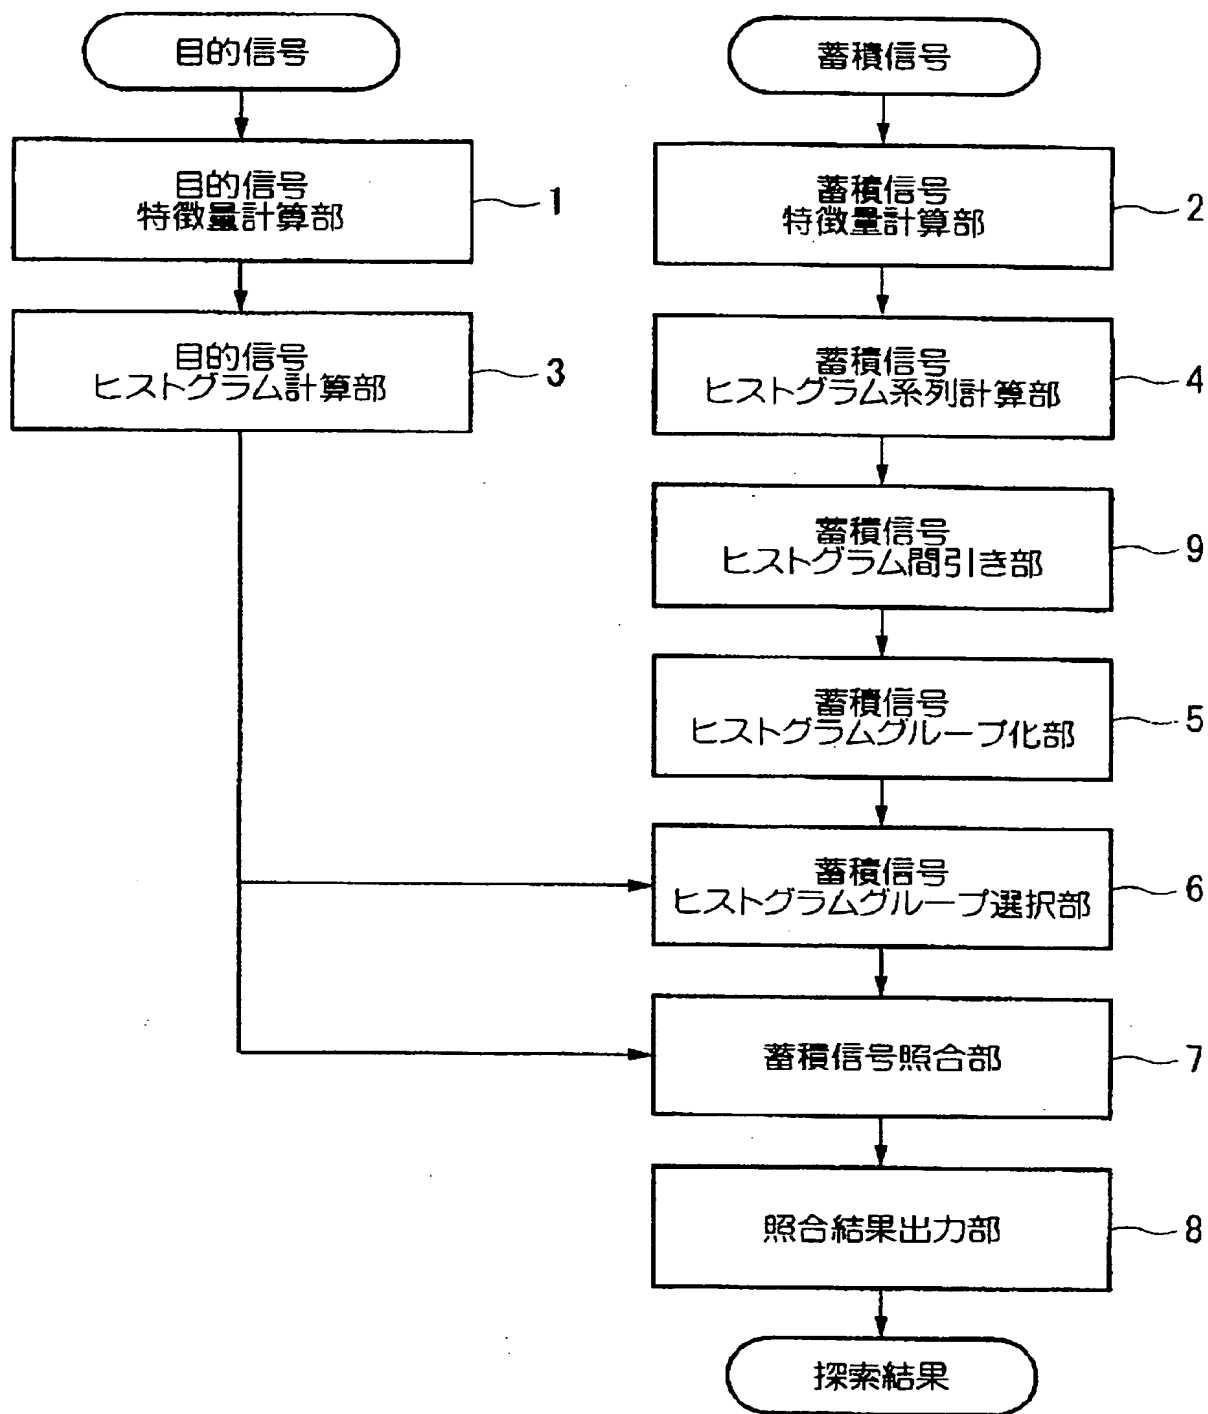 目的信号
目的信号
特徴量計算部
1
目的信号
ヒストグラム計算部
3
蓄積信号
蓄積信号
特徴量計算部
2
蓄積信号
ヒストグラム系列計算部
4
蓄積信号
ヒストグラム間引き部
9
蓄積信号
ヒストグラムグループ化部
5
蓄積信号
ヒストグラムグループ選択部
6
蓄積信号照合部
7
照合結果出力部
8
探索結果